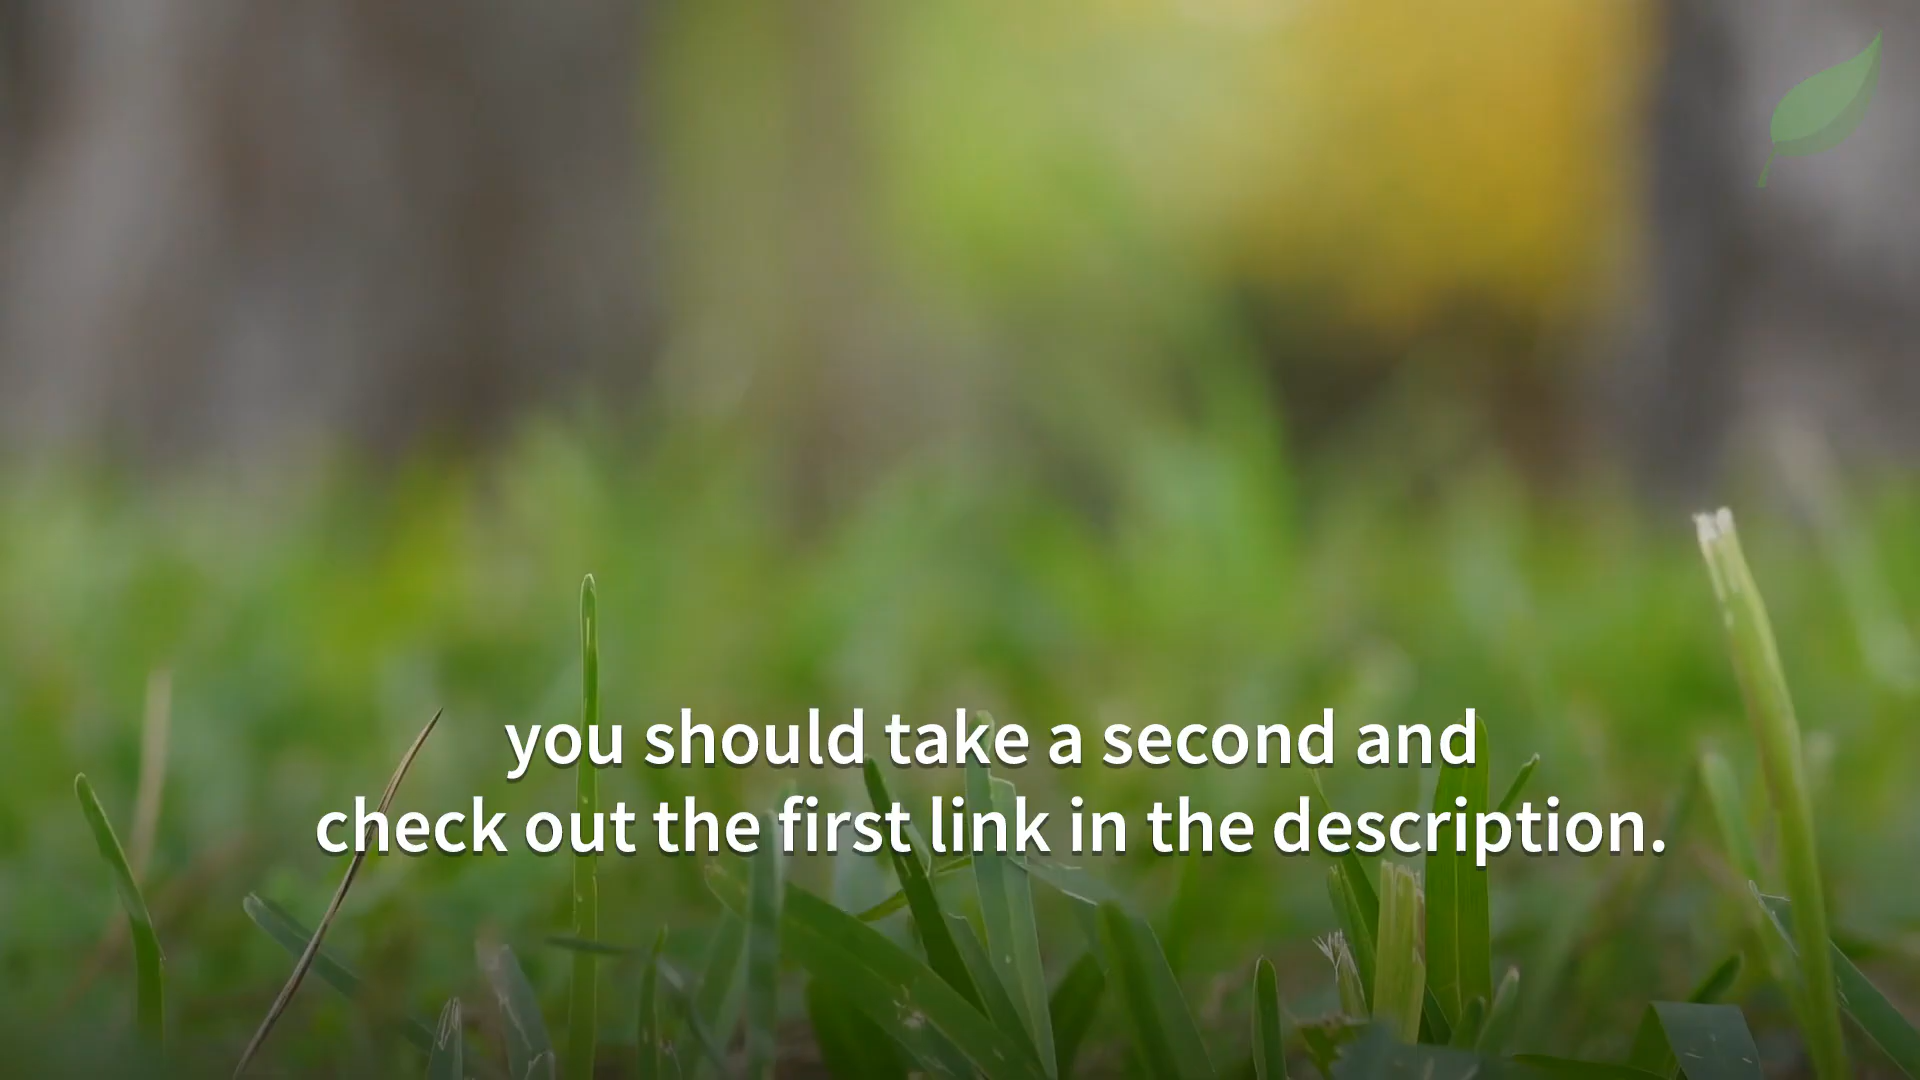 you should take a second and
check out the first link in the description.